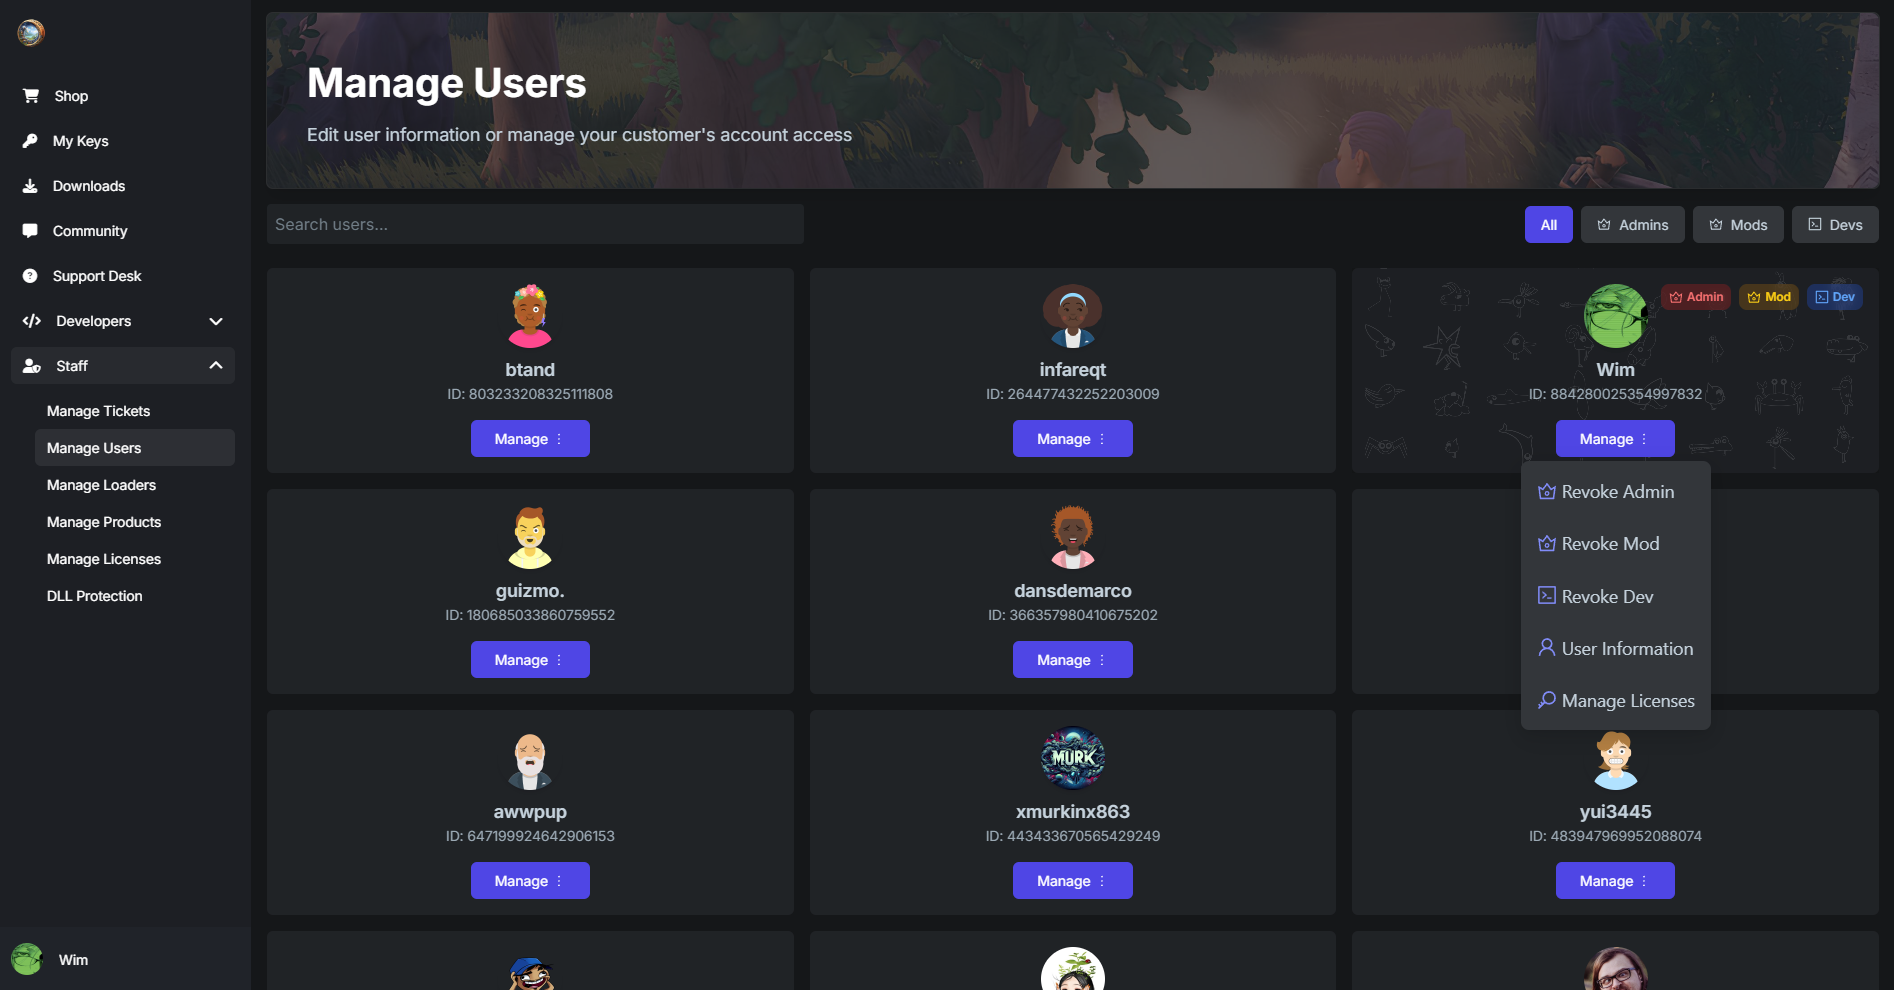 Shop
My Keys
Downloads
Community
Support Desk
Developers
Staff
Manage Tickets
Manage Users
Manage Loaders
Manage Products
Manage Licenses
DLL Protection
Wim
Manage Users
Edit user information or manage your customer's account access
Search users...
All
Admins
Mods
Devs
btand
ID: 803233208325111808
Manage
infareqt
ID: 264477432252203009
Manage
Admin
Mod
Dev
Wim
ID: 884280025354997832
Manage
Revoke Admin
Revoke Mod
Revoke Dev
User Information
Manage Licenses
guizmo.
ID: 180685033860759552
Manage
dansdemarco
ID: 366357980410675202
Manage
awwpup
ID: 647199924642906153
Manage
MURK
xmurkinx863
ID: 443433670565429249
Manage
yui3445
ID: 483947969952088074
Manage